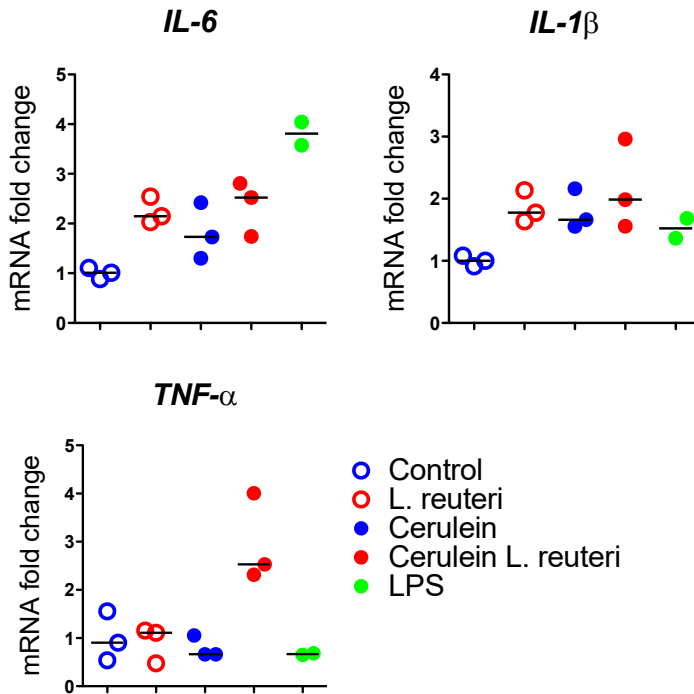 IL-6
5
4
3
2
1
0
mRNA fold change
IL-1β
4
3
2
1
0
mRNA fold change
TNF-α
5
4
3
2
1
0
mRNA fold change
Control
L. reuteri
Cerulein
Cerulein L. reuteri
LPS